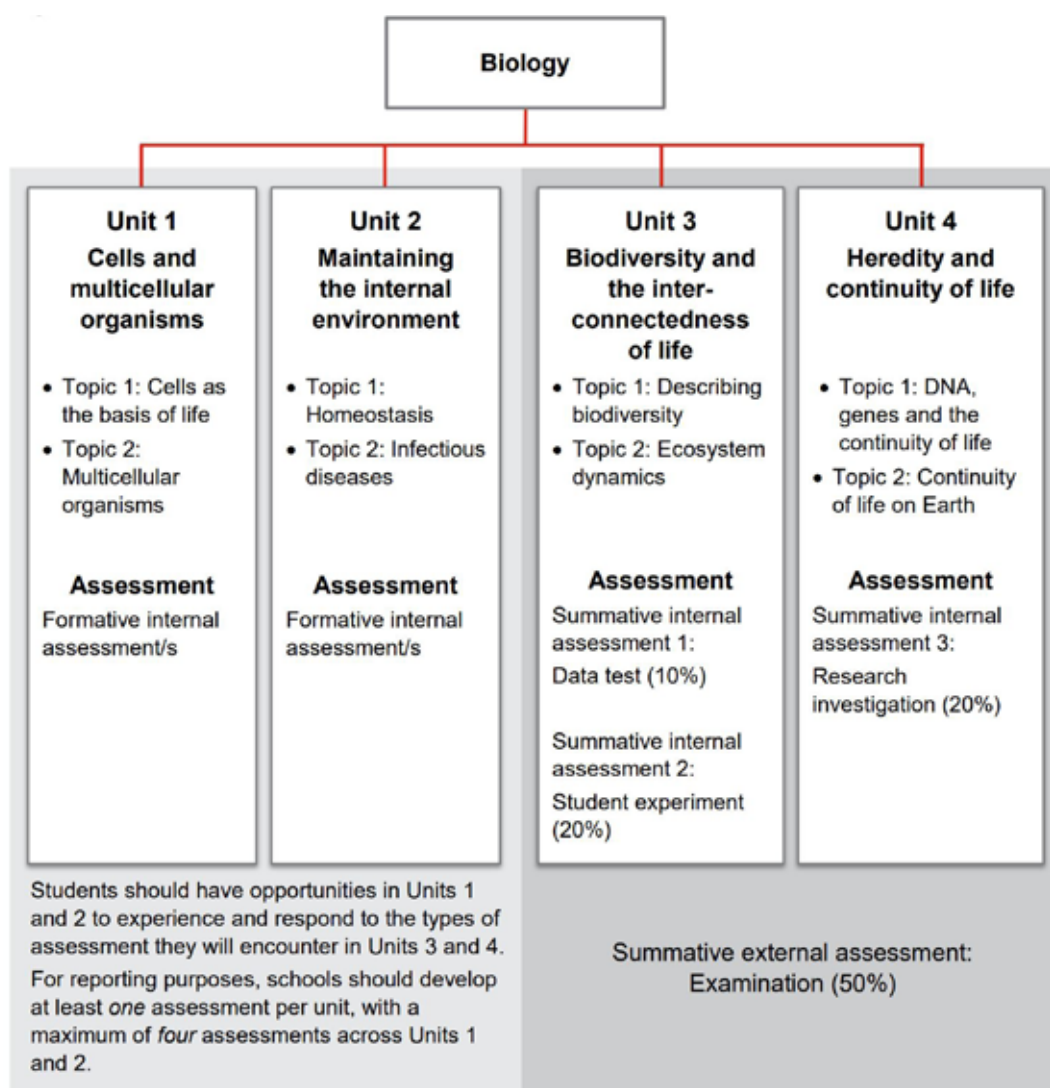 Biology
Unit 1
Cells and
multicellular
organisms
• Topic 1: Cells as
the basis of life
• Topic 2:
Multicellular
organisms
Assessment
Formative internal
assessment/s
Unit 2
Maintaining
the internal
environment
• Topic 1:
Homeostasis
• Topic 2: Infectious
diseases
Assessment
Formative internal
assessment/s
Unit 3
Biodiversity and
the inter-
connectedness
of life
• Topic 1: Describing
biodiversity
• Topic 2: Ecosystem
dynamics
Assessment
Summative internal
assessment 1:
Data test (10%)
Summative internal
assessment 2:
Student experiment
(20%)
Unit 4
Heredity and
continuity of life
• Topic 1: DNA,
genes and the
continuity of life
• Topic 2: Continuity
of life on Earth
Assessment
Summative internal
assessment 3:
Research
investigation (20%)
Students should have opportunities in Units 1
and 2 to experience and respond to the types of
assessment they will encounter in Units 3 and 4.
For reporting purposes, schools should develop
at least one assessment per unit, with a
maximum of four assessments across Units 1
and 2.
Summative external assessment:
Examination (50%)